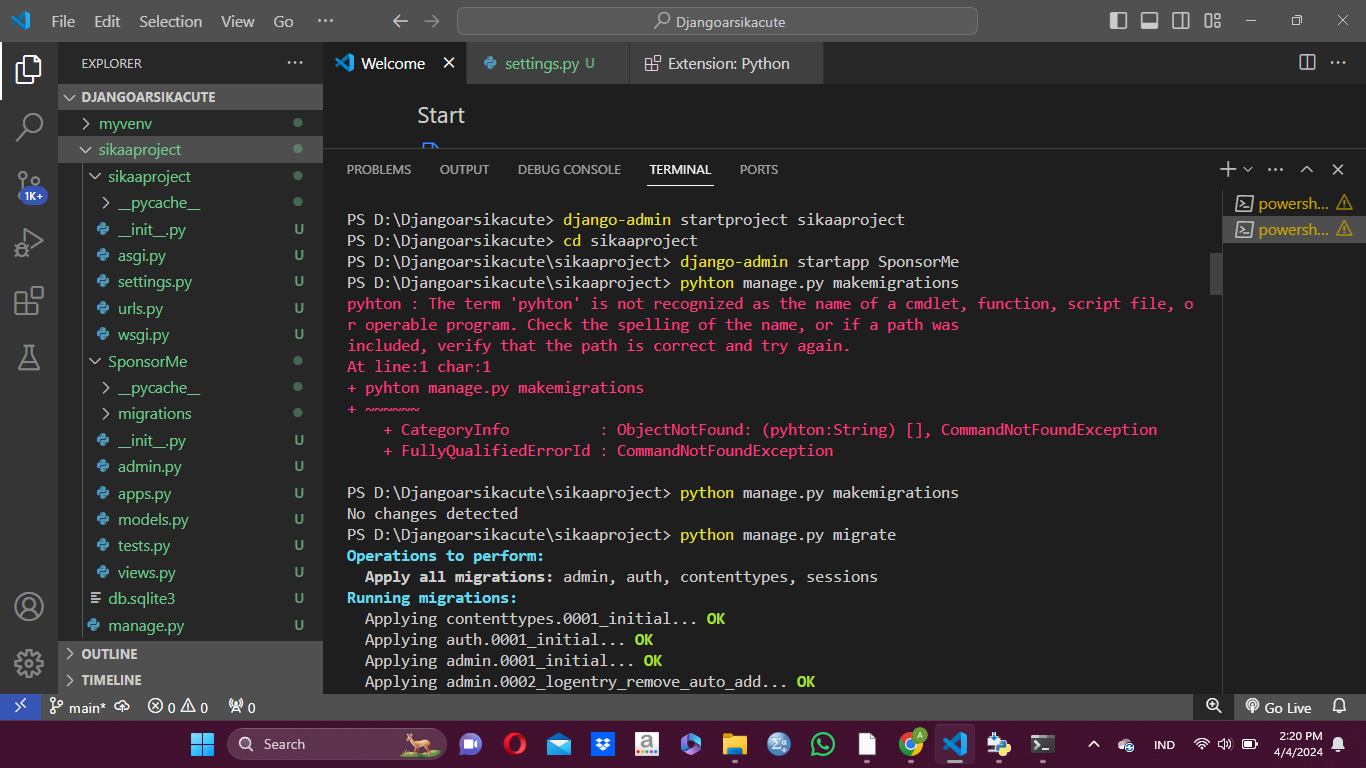 File Edit Selection View Go ··· Djangoarsikacute
EXPLORER ···
Welcome settings.py U Extension: Python
DJANGOARSIKACUTE
myvenv
sikaaproject
sikaaproject
__pycache__
__init__.py U
asgi.py U
settings.py U
urls.py U
wsgi.py U
SponsorMe
__pycache__
migrations
__init__.py U
admin.py U
apps.py U
models.py U
tests.py U
views.py U
db.sqlite3 U
manage.py U
OUTLINE
TIMELINE
1K+
Start
PROBLEMS OUTPUT DEBUG CONSOLE TERMINAL PORTS
powersh...
powersh...
PS D:\Djangoarsikacute> django-admin startproject sikaaproject
PS D:\Djangoarsikacute> cd sikaaproject
PS D:\Djangoarsikacute\sikaaproject> django-admin startapp SponsorMe
PS D:\Djangoarsikacute\sikaaproject> pyhton manage.py makemigrations
pyhton : The term 'pyhton' is not recognized as the name of a cmdlet, function, script file, o
r operable program. Check the spelling of the name, or if a path was
included, verify that the path is correct and try again.
At line:1 char:1
+ pyhton manage.py makemigrations
+ ~~~~~~
+ CategoryInfo : ObjectNotFound: (pyhton:String) [], CommandNotFoundException
+ FullyQualifiedErrorId : CommandNotFoundException
PS D:\Djangoarsikacute\sikaaproject> python manage.py makemigrations
No changes detected
PS D:\Djangoarsikacute\sikaaproject> python manage.py migrate
Operations to perform:
Apply all migrations: admin, auth, contenttypes, sessions
Running migrations:
Applying contenttypes.0001_initial... OK
Applying auth.0001_initial... OK
Applying admin.0001_initial... OK
Applying admin.0002_logentry_remove_auto_add... OK
main* 0 0 0 Go Live
Search
A
IND
2:20 PM
4/4/2024